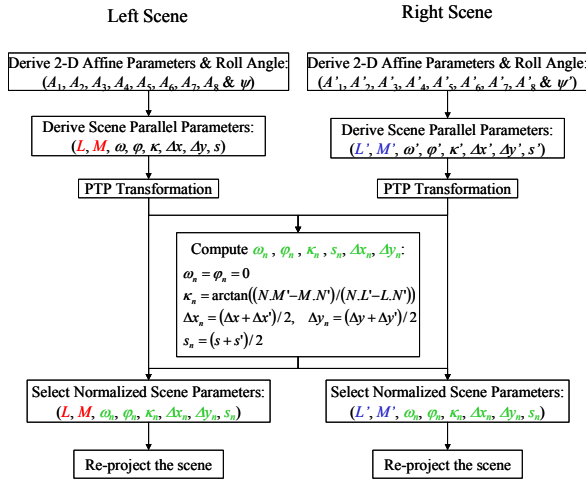 Left Scene
Right Scene
Derive 2-D Affine Parameters & Roll Angle:
(A₁, A₂, A₃, A₄, A₅, A₆, A₇, A₈ & ψ)
Derive 2-D Affine Parameters & Roll Angle:
(A'₁, A'₂, A'₃, A'₄, A'₅, A'₆, A'₇, A'₈ & ψ')
Derive Scene Parallel Parameters:
(L, M, ω, φ, κ, Δx, Δy, s)
Derive Scene Parallel Parameters:
(L', M', ω', φ', κ', Δx', Δy', s')
PTP Transformation
PTP Transformation
Compute ωₙ , φₙ , κₙ , sₙ, Δxₙ, Δyₙ:
ωₙ = φₙ = 0
κₙ = arctan((N.M'−M.N')/(N.L'−L.N'))
Δxₙ = (Δx + Δx')/2, Δyₙ = (Δy + Δy')/2
sₙ = (s + s')/2
Select Normalized Scene Parameters:
(L, M, ωₙ, φₙ, κₙ, Δxₙ, Δyₙ, sₙ)
Select Normalized Scene Parameters:
(L', M', ωₙ, φₙ, κₙ, Δxₙ, Δyₙ, sₙ)
Re-project the scene
Re-project the scene